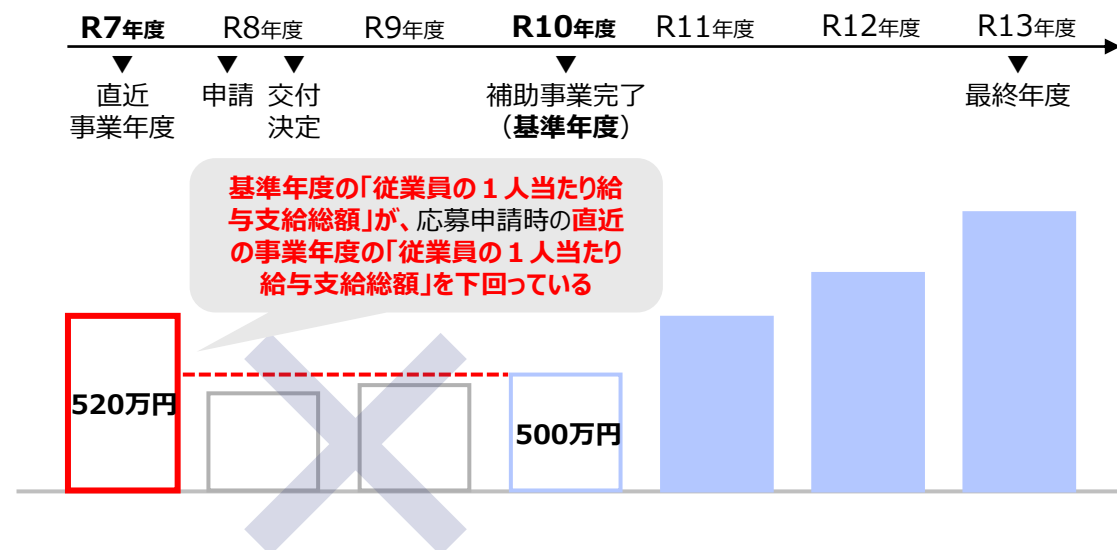 R7年度 R8年度 R9年度 R10年度 R11年度 R12年度 R13年度
▼ ▼ ▼ ▼ ▼
直近 申請 交付 補助事業完了 最終年度
事業年度 決定 （基準年度）
基準年度の「従業員の１人当たり給
与支給総額」が、応募申請時の直近
の事業年度の「従業員の１人当たり
給与支給総額」を下回っている
520万円
500万円